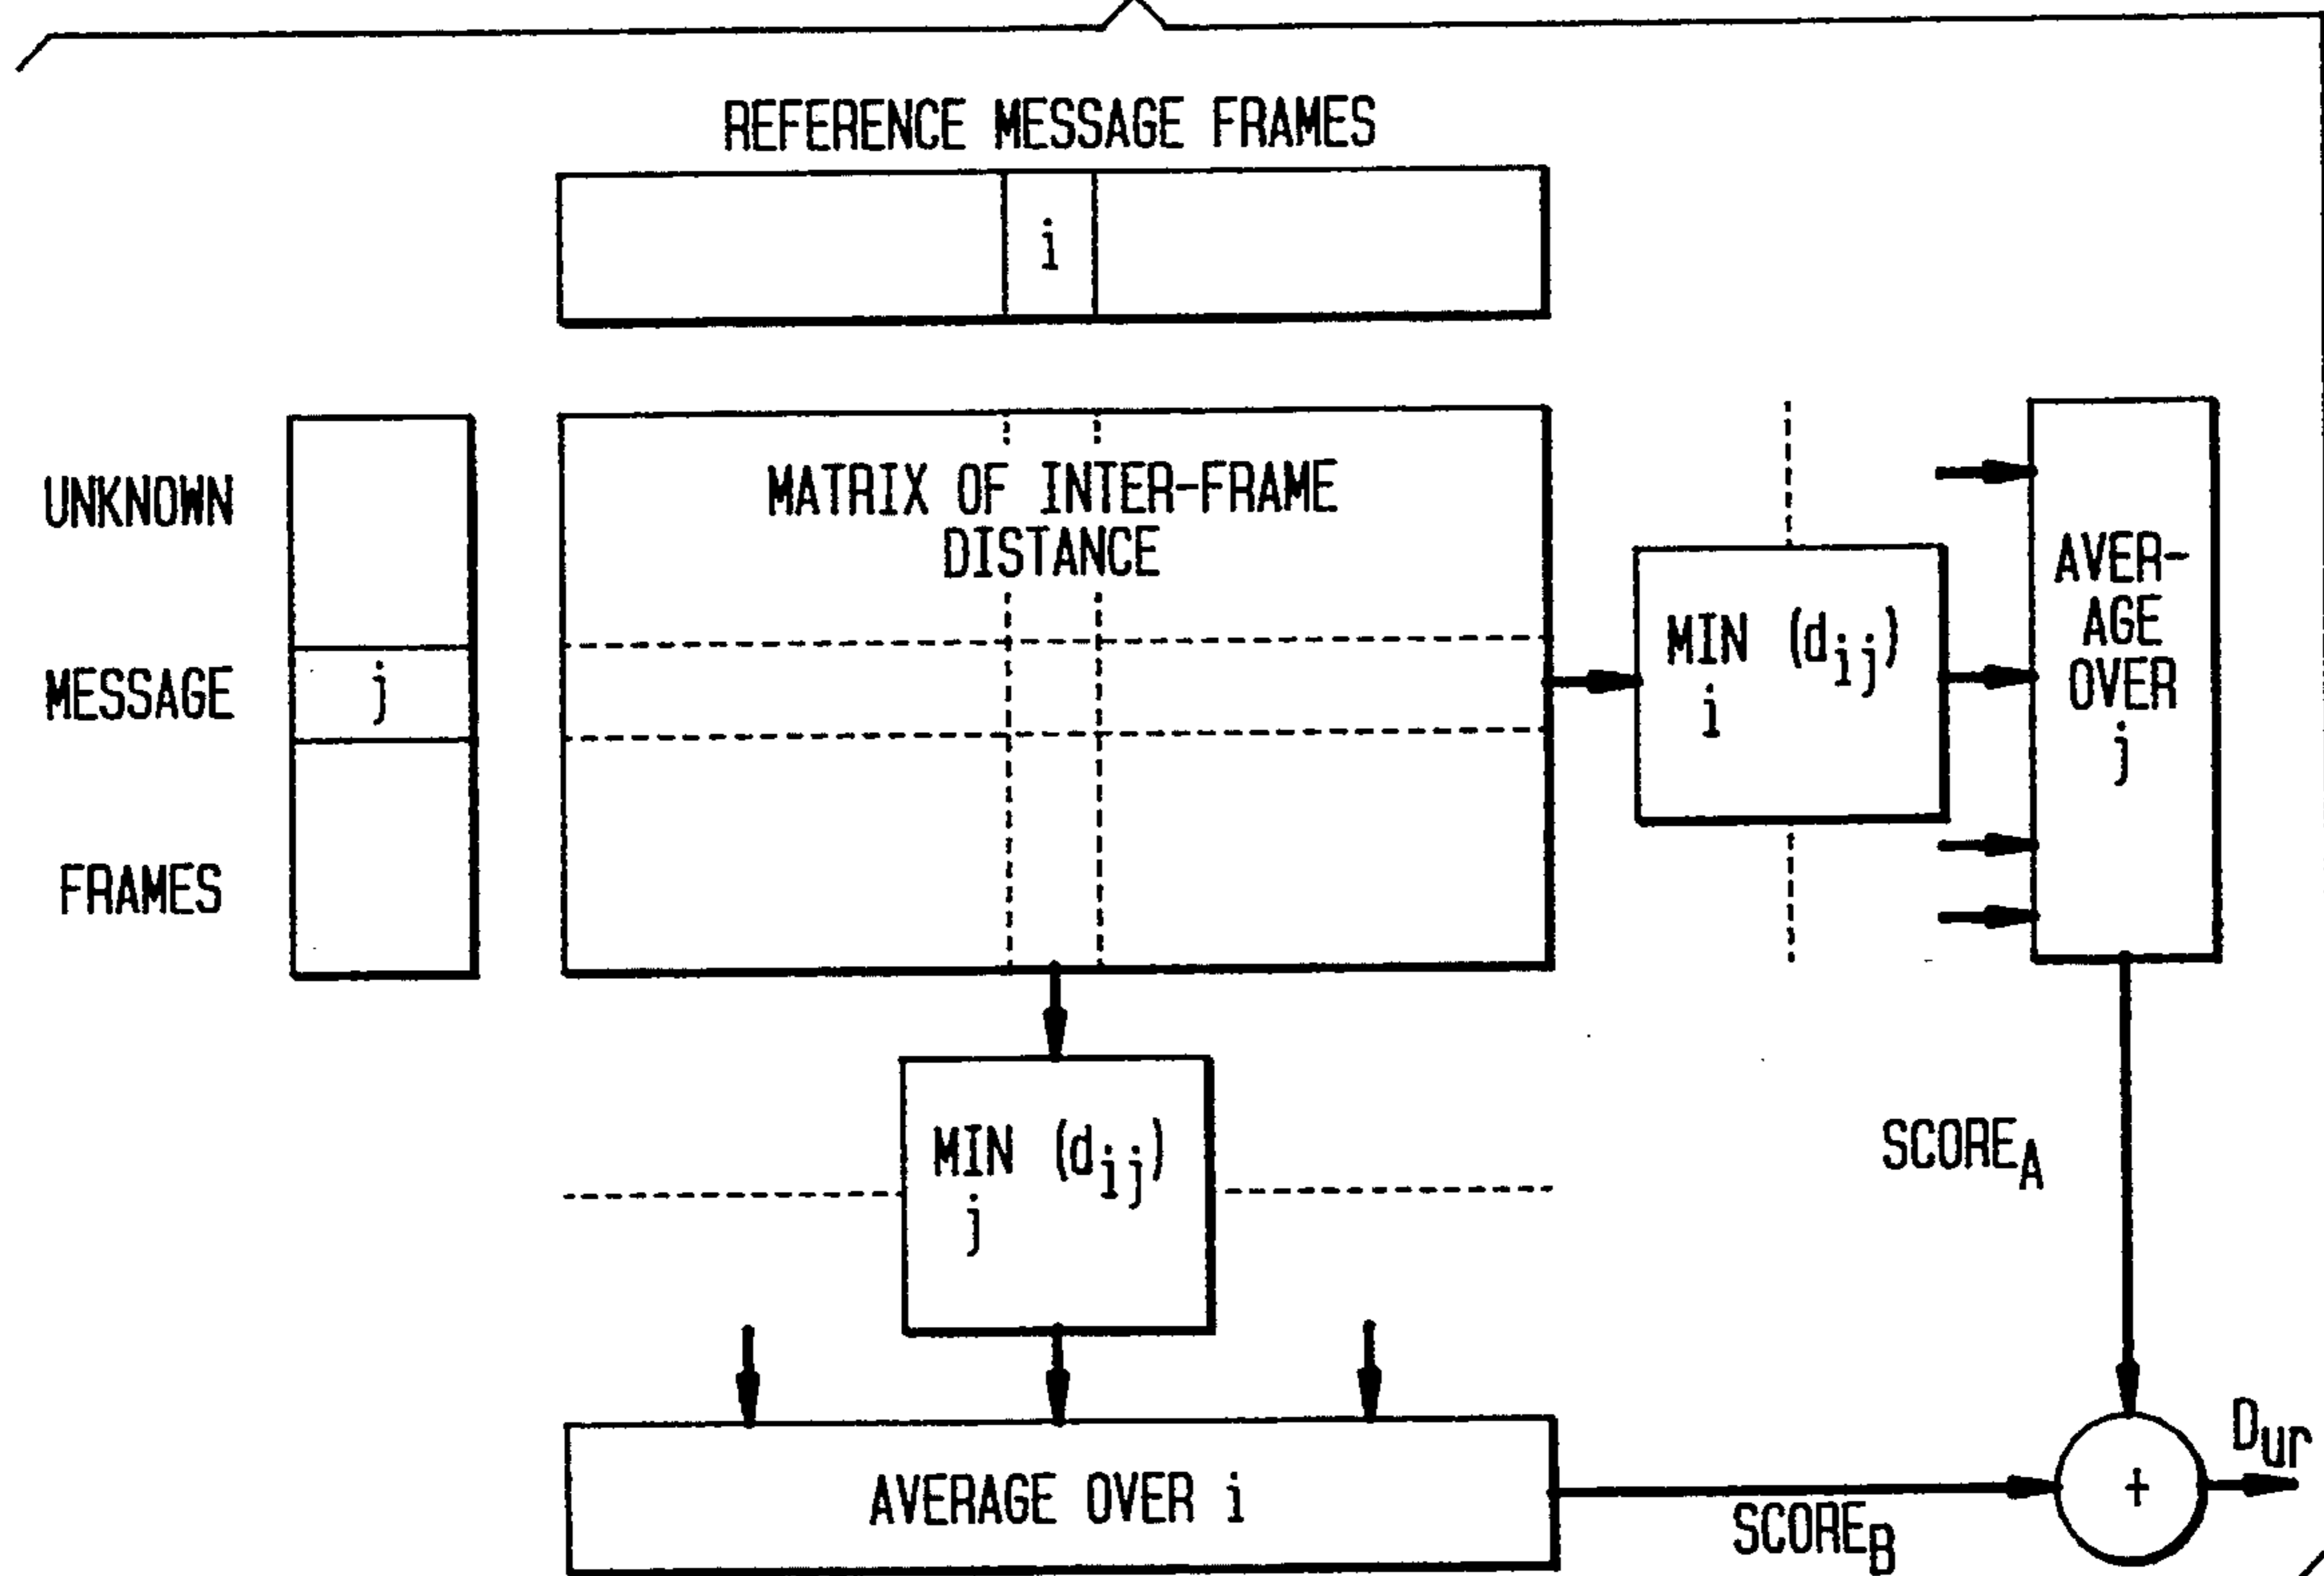 REFERENCE MESSAGE FRAMES
i
UNKNOWN
MESSAGE
FRAMES
j
MATRIX OF INTER-FRAME
DISTANCE
MIN (dij)
i
AVER-
AGE
OVER
j
MIN (dij)
j
SCOREA
AVERAGE OVER i
SCOREB
+
Dur